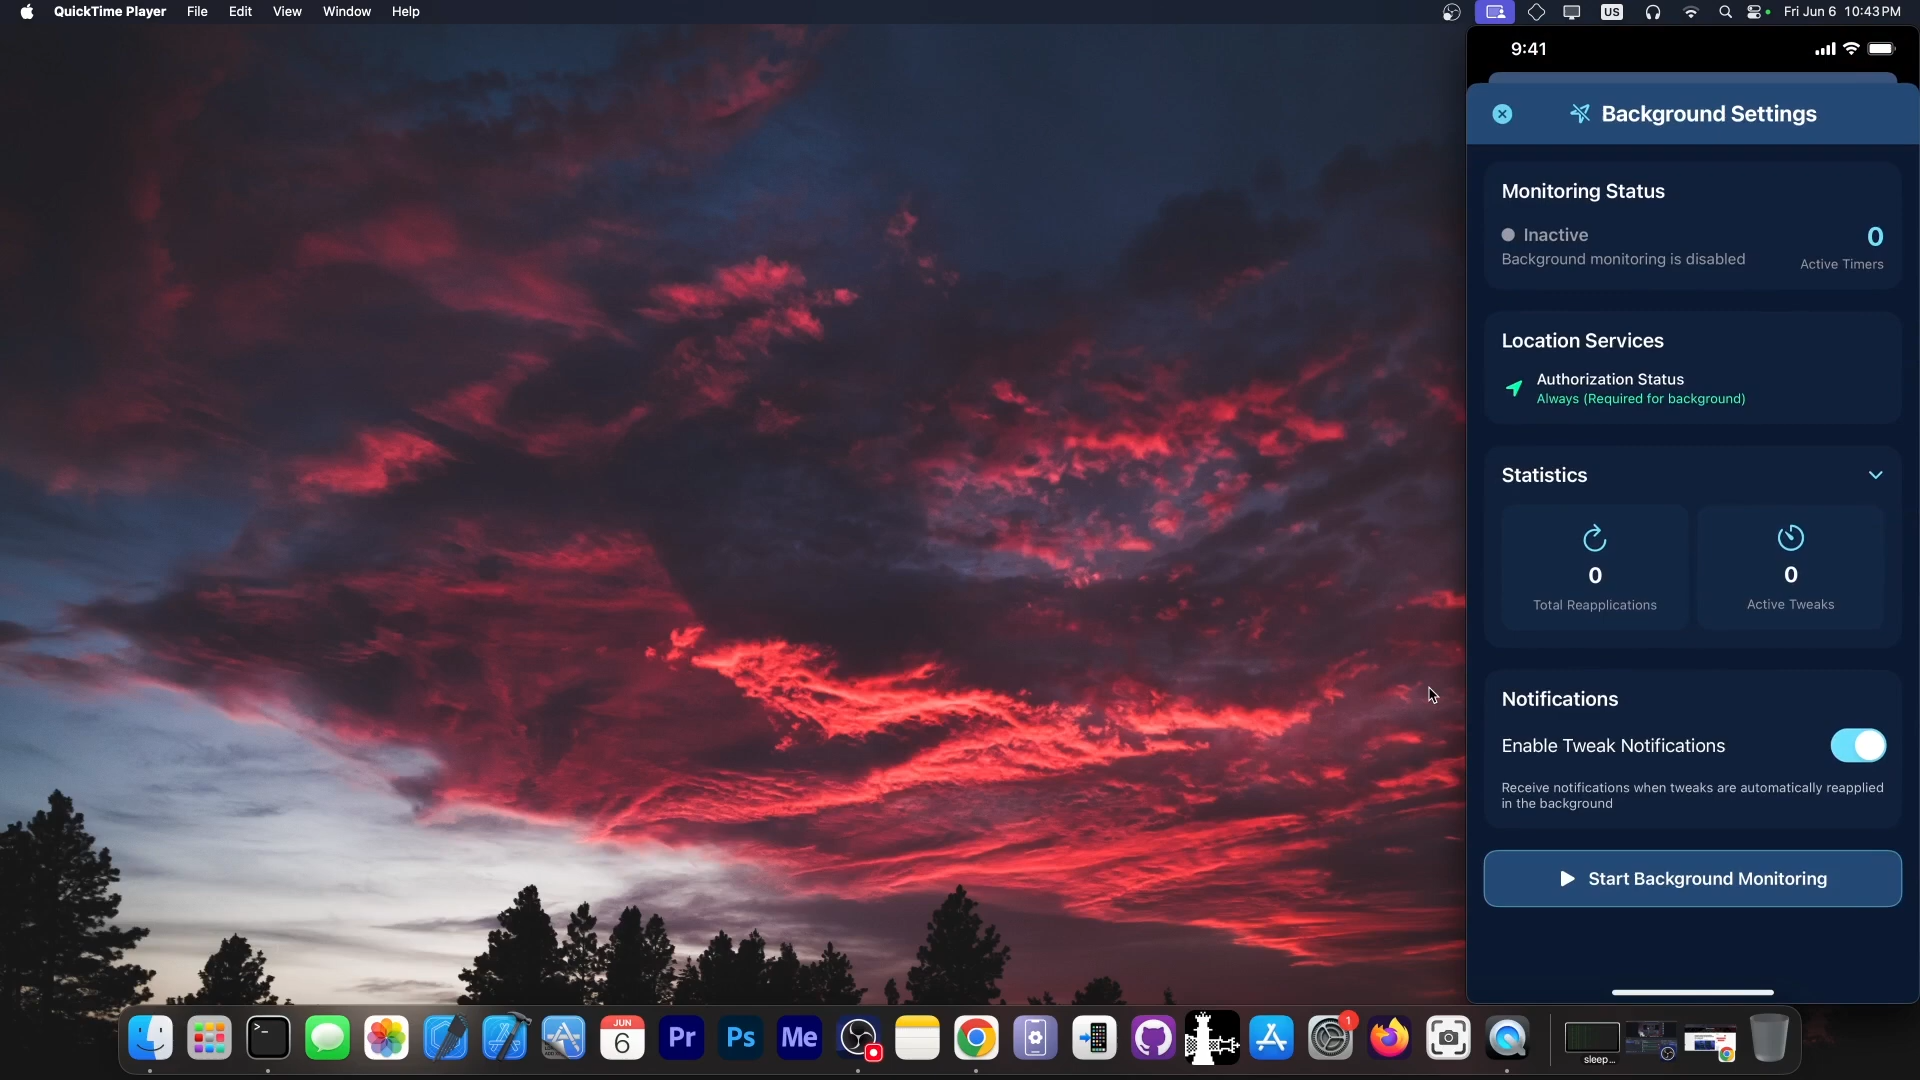 QuickTime Player File Edit View Window Help
US Fri Jun 6 10:43 PM
9:41
Background Settings
Monitoring Status
Inactive
0
Background monitoring is disabled
Active Timers
Location Services
Authorization Status
Always (Required for background)
Statistics
0
0
Total Reapplications
Active Tweaks
Notifications
Enable Tweak Notifications
Receive notifications when tweaks are automatically reapplied
in the background
Start Background Monitoring
JUN
6
Pr
Ps
Me
1
>_
sleep...